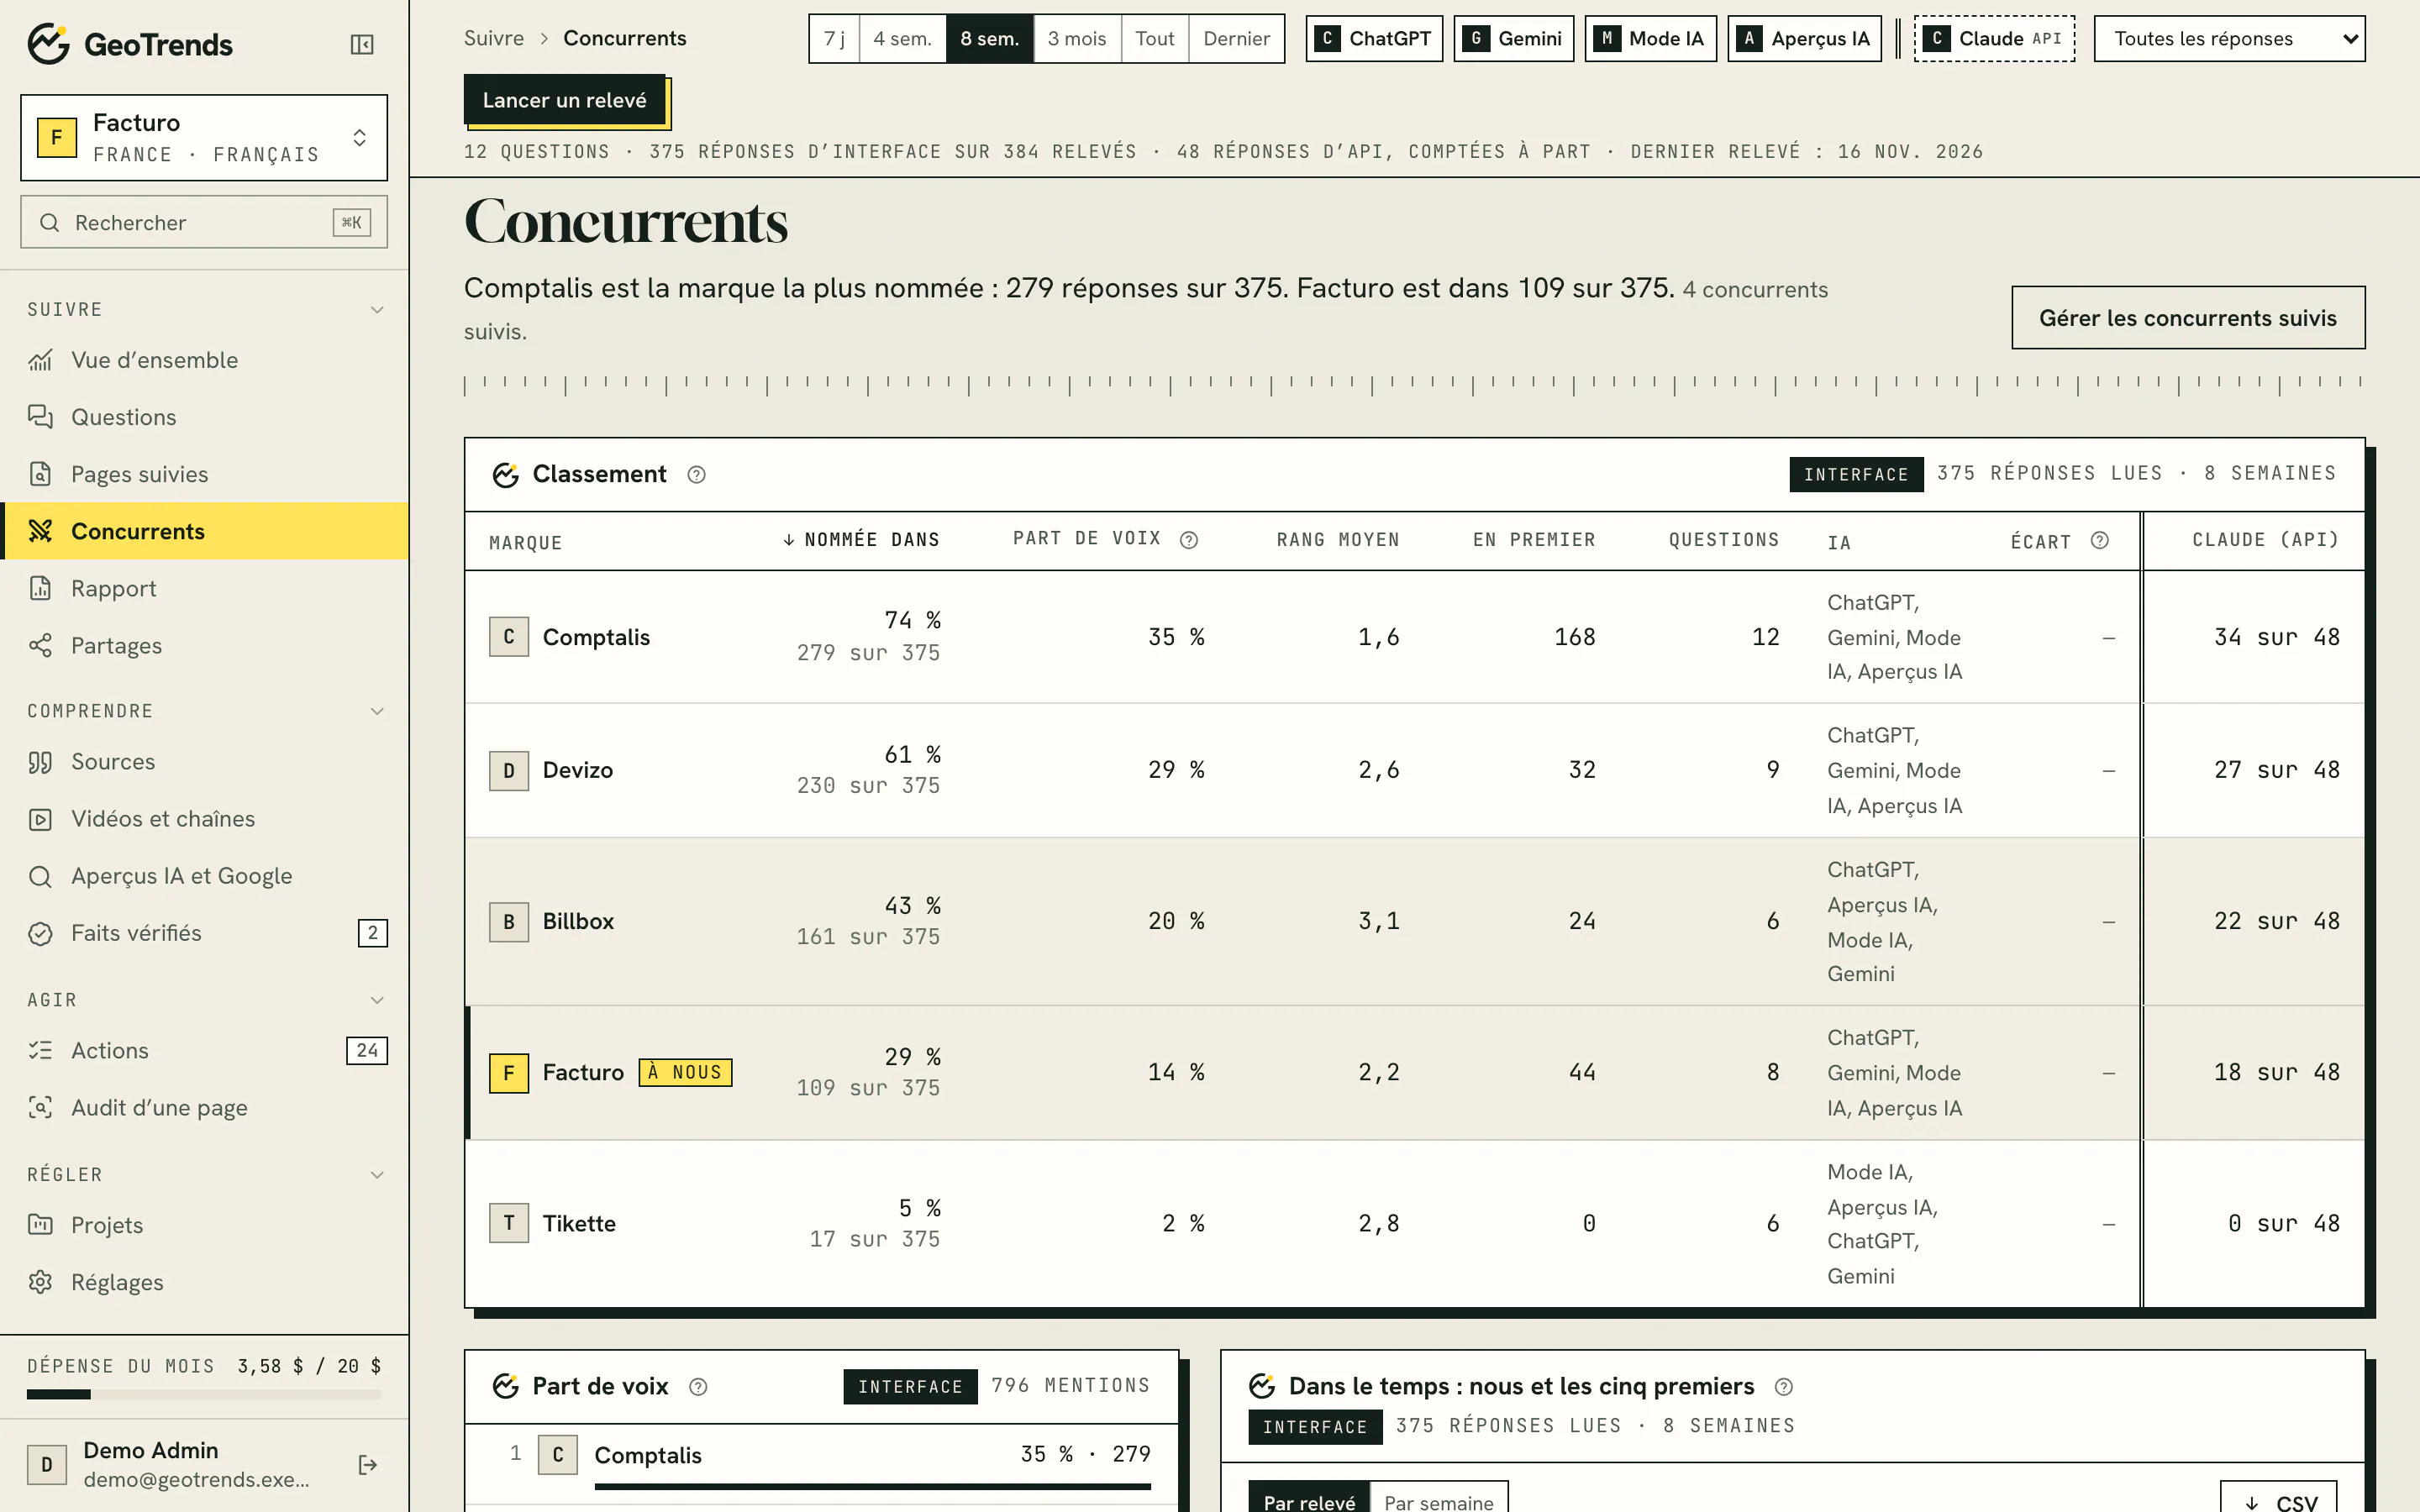 GeoTrends
F
Facturo
FRANCE · FRANÇAIS
Rechercher ⌘K
SUIVRE
Vue d’ensemble
Questions
Pages suivies
Concurrents
Rapport
Partages
COMPRENDRE
Sources
Vidéos et chaînes
Aperçus IA et Google
Faits vérifiés 2
AGIR
Actions 24
Audit d’une page
RÉGLER
Projets
Réglages
DÉPENSE DU MOIS 3,58 $ / 20 $
D
Demo Admin
demo@geotrends.exe...
Suivre > Concurrents
7 j 4 sem. 8 sem. 3 mois Tout Dernier
C ChatGPT G Gemini M Mode IA A Aperçus IA C Claude API
Toutes les réponses
Lancer un relevé
12 QUESTIONS · 375 RÉPONSES D’INTERFACE SUR 384 RELEVÉS · 48 RÉPONSES D’API, COMPTÉES À PART · DERNIER RELEVÉ : 16 NOV. 2026
Concurrents
Comptalis est la marque la plus nommée : 279 réponses sur 375. Facturo est dans 109 sur 375. 4 concurrents
suivis.
Gérer les concurrents suivis
Classement ? INTERFACE 375 RÉPONSES LUES · 8 SEMAINES
MARQUE ↓ NOMMÉE DANS PART DE VOIX ? RANG MOYEN EN PREMIER QUESTIONS IA ÉCART ? CLAUDE (API)
C Comptalis 74 % 35 % 1,6 168 12 – 34 sur 48
279 sur 375
ChatGPT,
Gemini, Mode
IA, Aperçus IA
D Devizo 61 % 29 % 2,6 32 9 – 27 sur 48
230 sur 375
ChatGPT,
Gemini, Mode
IA, Aperçus IA
B Billbox 43 % 20 % 3,1 24 6 – 22 sur 48
161 sur 375
ChatGPT,
Aperçus IA,
Mode IA,
Gemini
F Facturo À NOUS 29 % 14 % 2,2 44 8 – 18 sur 48
109 sur 375
ChatGPT,
Gemini, Mode
IA, Aperçus IA
T Tikette 5 % 2 % 2,8 0 6 – 0 sur 48
17 sur 375
Mode IA,
Aperçus IA,
ChatGPT,
Gemini
Part de voix ? INTERFACE 796 MENTIONS
1 C Comptalis 35 % · 279
Dans le temps : nous et les cinq premiers ?
INTERFACE 375 RÉPONSES LUES · 8 SEMAINES
Par relevé Par semaine ↓ CSV